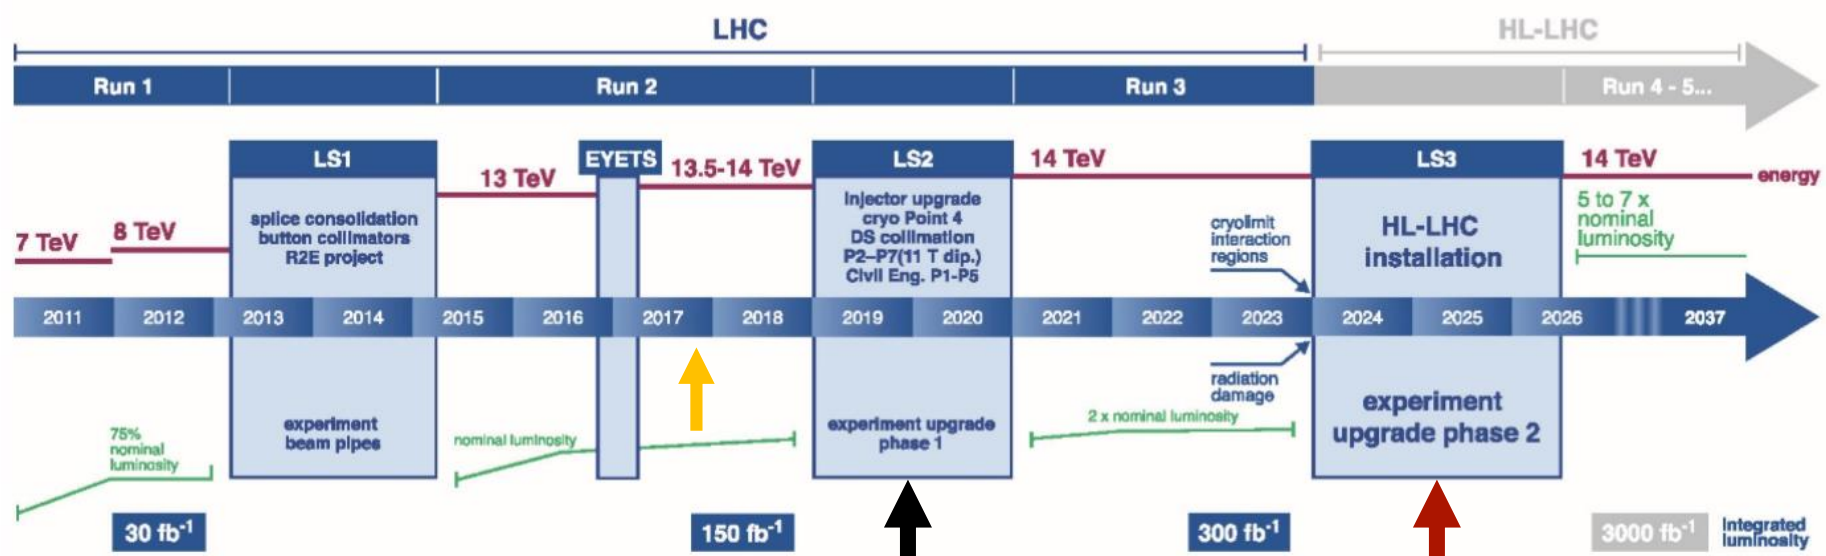 LHC
HL-LHC
Run 1
Run 2
Run 3
Run 4 - 5...
LS1
EYETS
LS2
LS3
7 TeV
8 TeV
13 TeV
13.5-14 TeV
14 TeV
14 TeV
energy
splice consolidation
button collimators
R2E project
Injector upgrade
cryo Point 4
DS collimation
P2–P7(11 T dip.)
Civil Eng. P1-P5
cryolimit
interaction
regions
HL-LHC
installation
5 to 7 x
nominal
luminosity
2011
2012
2013
2014
2015
2016
2017
2018
2019
2020
2021
2022
2023
2024
2025
2026
2037
75%
nominal
luminosity
experiment
beam pipes
nominal luminosity
experiment upgrade
phase 1
radiation
damage
2 x nominal luminosity
experiment
upgrade phase 2
30 fb⁻¹
150 fb⁻¹
300 fb⁻¹
3000 fb⁻¹
Integrated
luminosity